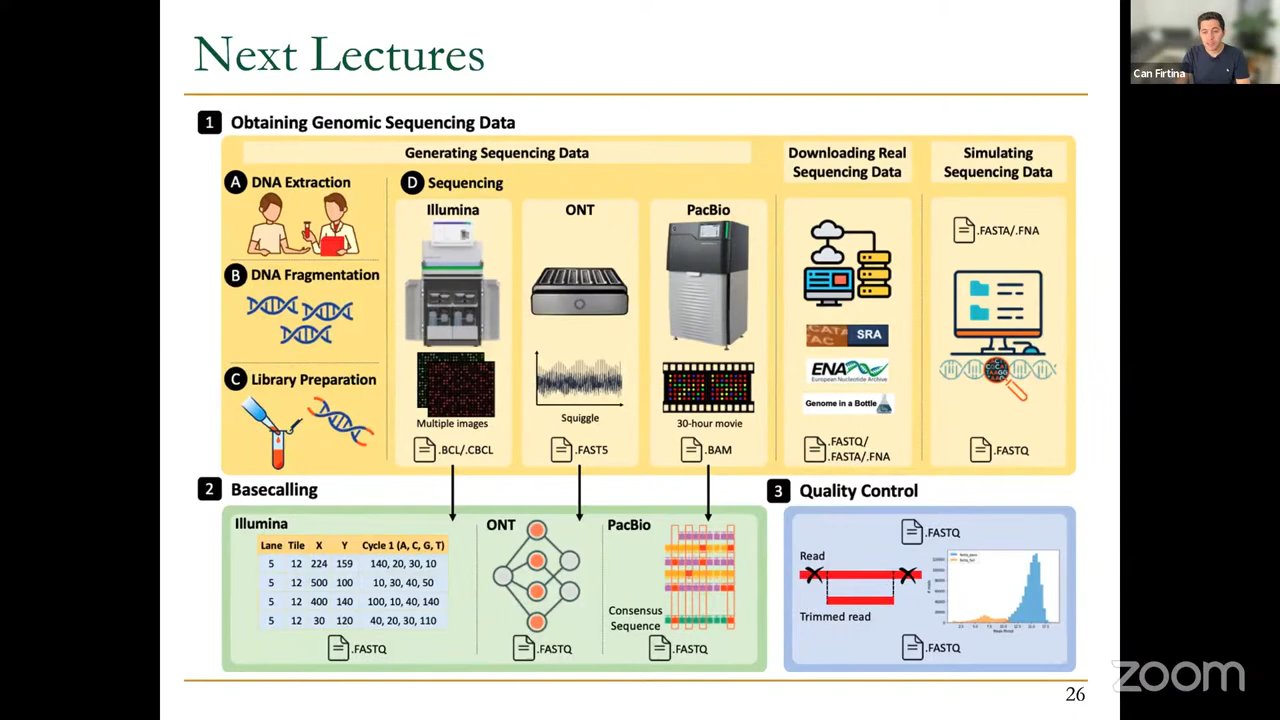 Next Lectures
Can Firtina
1 Obtaining Genomic Sequencing Data
Generating Sequencing Data
Downloading Real
Sequencing Data
Simulating
Sequencing Data
A DNA Extraction
B DNA Fragmentation
C Library Preparation
D Sequencing
Illumina
Multiple images
.BCL/.CBCL
ONT
Squiggle
.FAST5
PacBio
30-hour movie
.BAM
SRA
ENA
European Nucleotide Archive
Genome in a Bottle
.FASTQ/
.FASTA/.FNA
.FASTA/.FNA
.FASTQ
2 Basecalling
Illumina
Lane Tile X Y Cycle 1 (A, C, G, T)
5 12 224 159 140, 20, 30, 10
5 12 500 100 10, 30, 40, 50
5 12 400 140 100, 10, 40, 140
5 12 30 120 40, 20, 30, 110
.FASTQ
ONT
.FASTQ
PacBio
Consensus
Sequence
.FASTQ
3 Quality Control
.FASTQ
Read
Trimmed read
.FASTQ
26
zoom